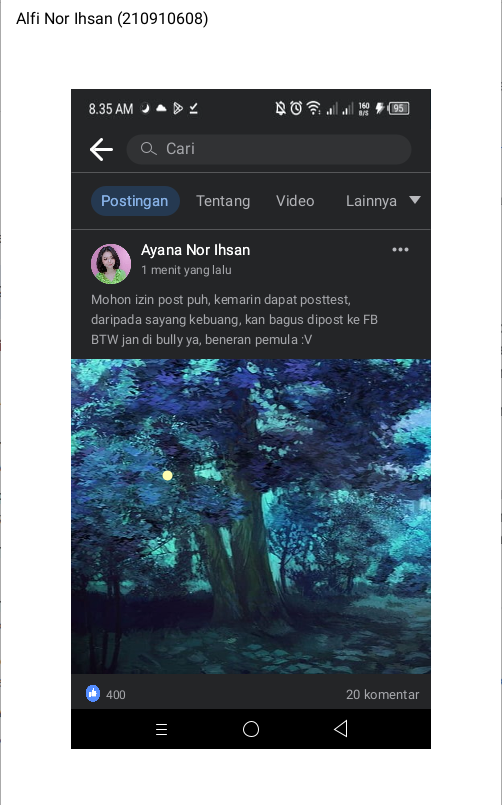 Alfi Nor Ihsan (210910608)
8.35 AM 160 B/S 95
Cari
Postingan Tentang Video Lainnya
Ayana Nor Ihsan
1 menit yang lalu
Mohon izin post puh, kemarin dapat posttest,
daripada sayang kebuang, kan bagus dipost ke FB
BTW jan di bully ya, beneran pemula :V
400 20 komentar